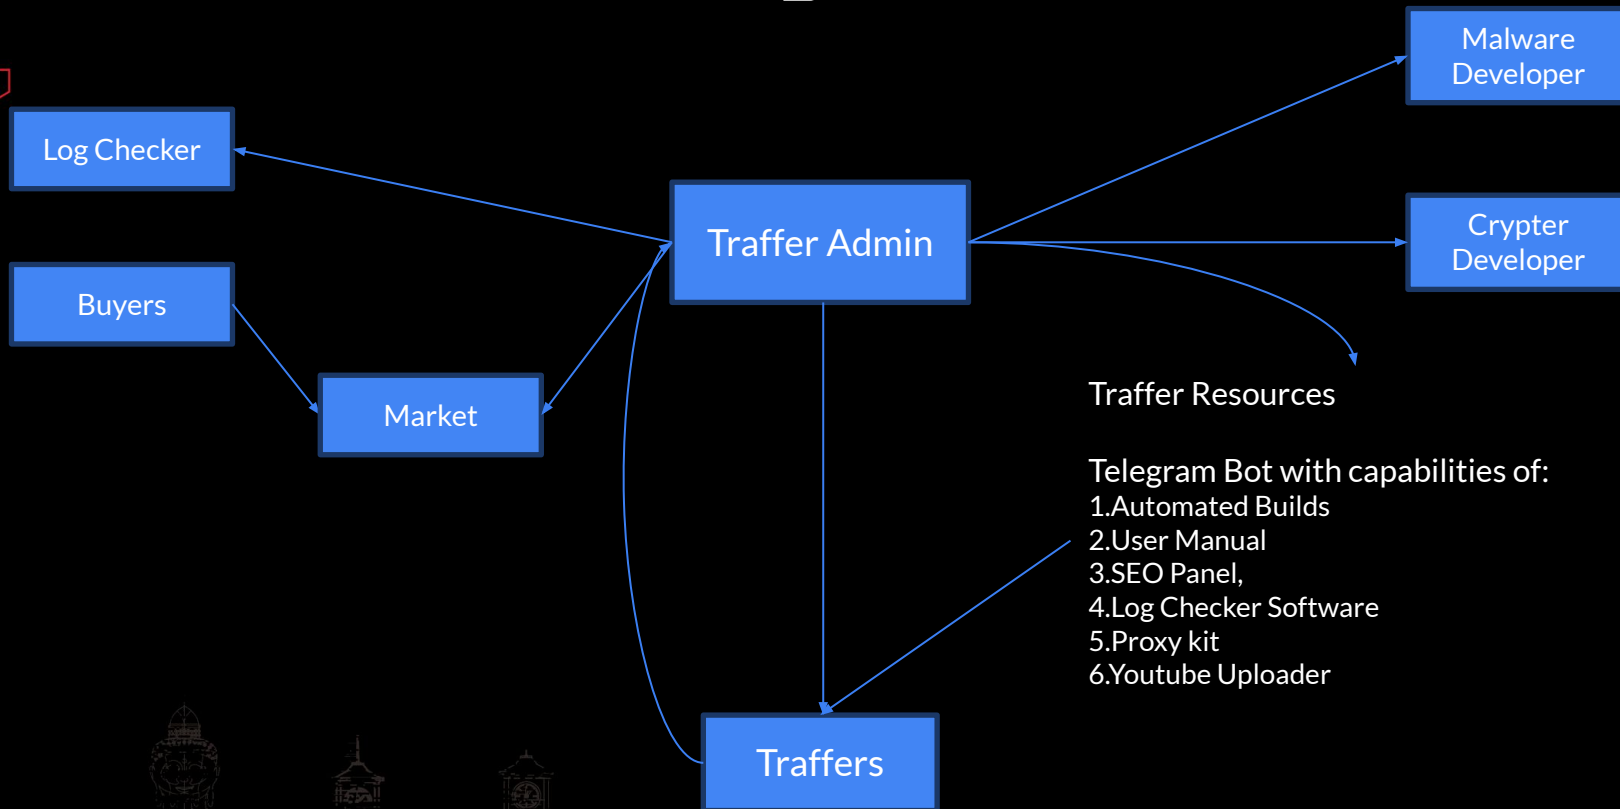 Malware
Developer
Log Checker
Traffer Admin
Crypter
Developer
Buyers
Market
Traffer Resources
Telegram Bot with capabilities of:
1.Automated Builds
2.User Manual
3.SEO Panel,
4.Log Checker Software
5.Proxy kit
6.Youtube Uploader
Traffers